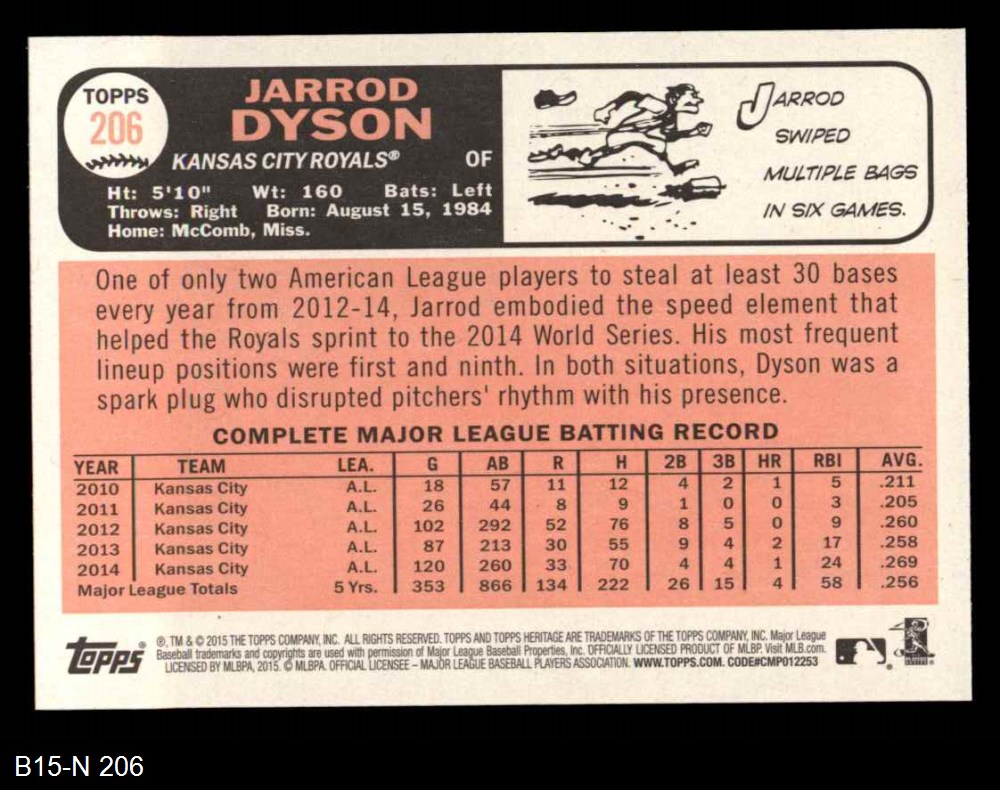 TOPPS
206
JARROD
DYSON
KANSAS CITY ROYALS®
OF
Ht: 5'10" Wt: 160 Bats: Left
Throws: Right Born: August 15, 1984
Home: McComb, Miss.
JARROD
SWIPED
MULTIPLE BAGS
IN SIX GAMES.
One of only two American League players to steal at least 30 bases
every year from 2012-14, Jarrod embodied the speed element that
helped the Royals sprint to the 2014 World Series. His most frequent
lineup positions were first and ninth. In both situations, Dyson was a
spark plug who disrupted pitchers' rhythm with his presence.
COMPLETE MAJOR LEAGUE BATTING RECORD
YEAR TEAM LEA. G AB R H 2B 3B HR RBI AVG.
2010 Kansas City A.L. 18 57 11 12 4 2 1 5 .211
2011 Kansas City A.L. 26 44 8 9 1 0 0 3 .205
2012 Kansas City A.L. 102 292 52 76 8 5 0 9 .260
2013 Kansas City A.L. 87 213 30 55 9 4 2 17 .258
2014 Kansas City A.L. 120 260 33 70 4 4 1 24 .269
Major League Totals 5 Yrs. 353 866 134 222 26 15 4 58 .256
Topps®
®, TM & © 2015 THE TOPPS COMPANY, INC. ALL RIGHTS RESERVED. TOPPS AND TOPPS HERITAGE ARE TRADEMARKS OF THE TOPPS COMPANY, INC. Major League
Baseball trademarks and copyrights are used with permission of Major League Baseball Properties, Inc. OFFICIALLY LICENSED PRODUCT OF MLBP. Visit MLB.com.
LICENSED BY MLBPA, 2015. © MLBPA. OFFICIAL LICENSEE – MAJOR LEAGUE BASEBALL PLAYERS ASSOCIATION. WWW.TOPPS.COM. CODE#CMP012253
B15-N 206